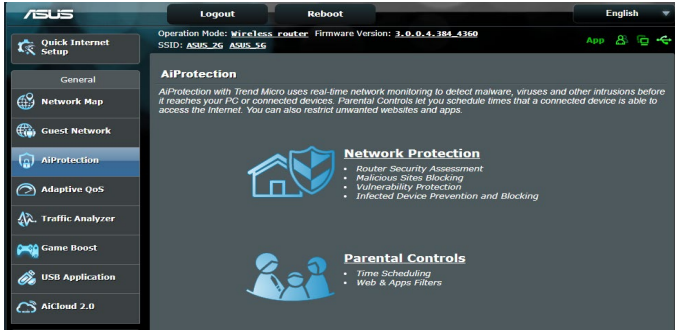 ASUS
Logout
Reboot
English
Quick Internet
Setup
Operation Mode: Wireless router Firmware Version: 3.0.0.4.384_4360
SSID: ASUS_2G ASUS_5G
App
General
Network Map
Guest Network
AiProtection
Adaptive QoS
Traffic Analyzer
Game Boost
USB Application
AiCloud 2.0
AiProtection
AiProtection with Trend Micro uses real-time network monitoring to detect malware, viruses and other intrusions before
it reaches your PC or connected devices. Parental Controls let you schedule times that a connected device is able to
access the Internet. You can also restrict unwanted websites and apps.
Network Protection
• Router Security Assessment
• Malicious Sites Blocking
• Vulnerability Protection
• Infected Device Prevention and Blocking
Parental Controls
• Time Scheduling
• Web & Apps Filters